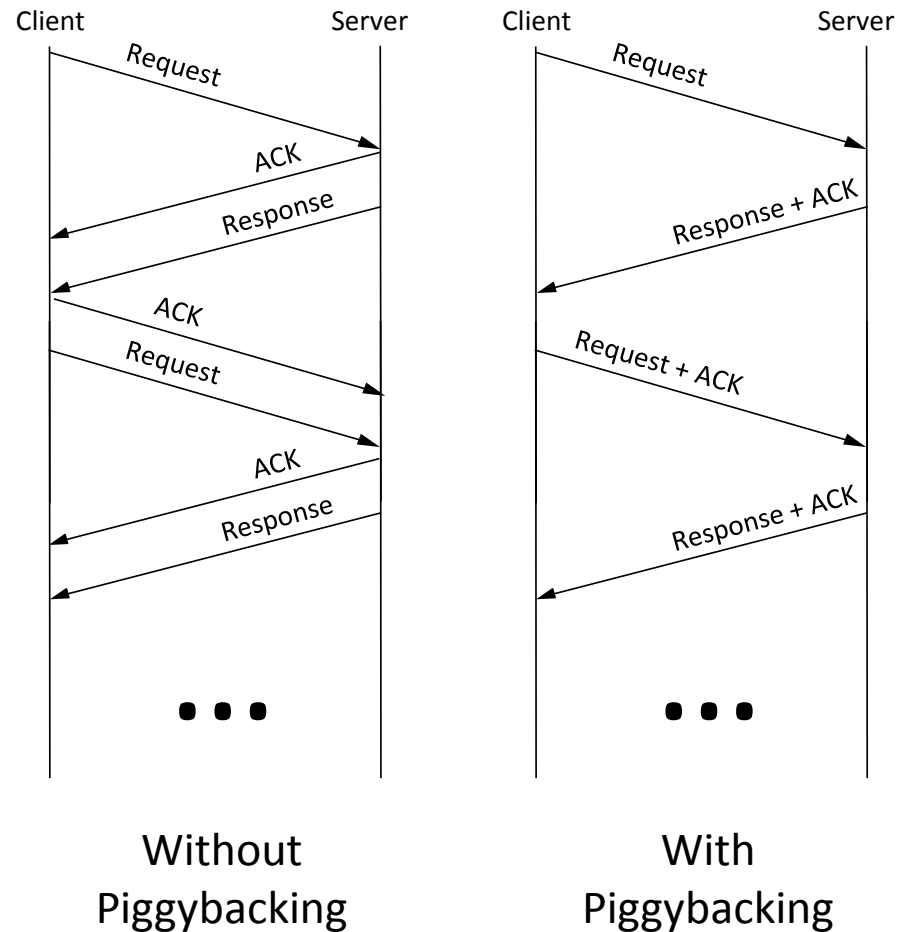 Client
Server
Request
ACK
Response
ACK
Request
ACK
Response
Without
Piggybacking
Client
Server
Request
Response + ACK
Request + ACK
Response + ACK
With
Piggybacking